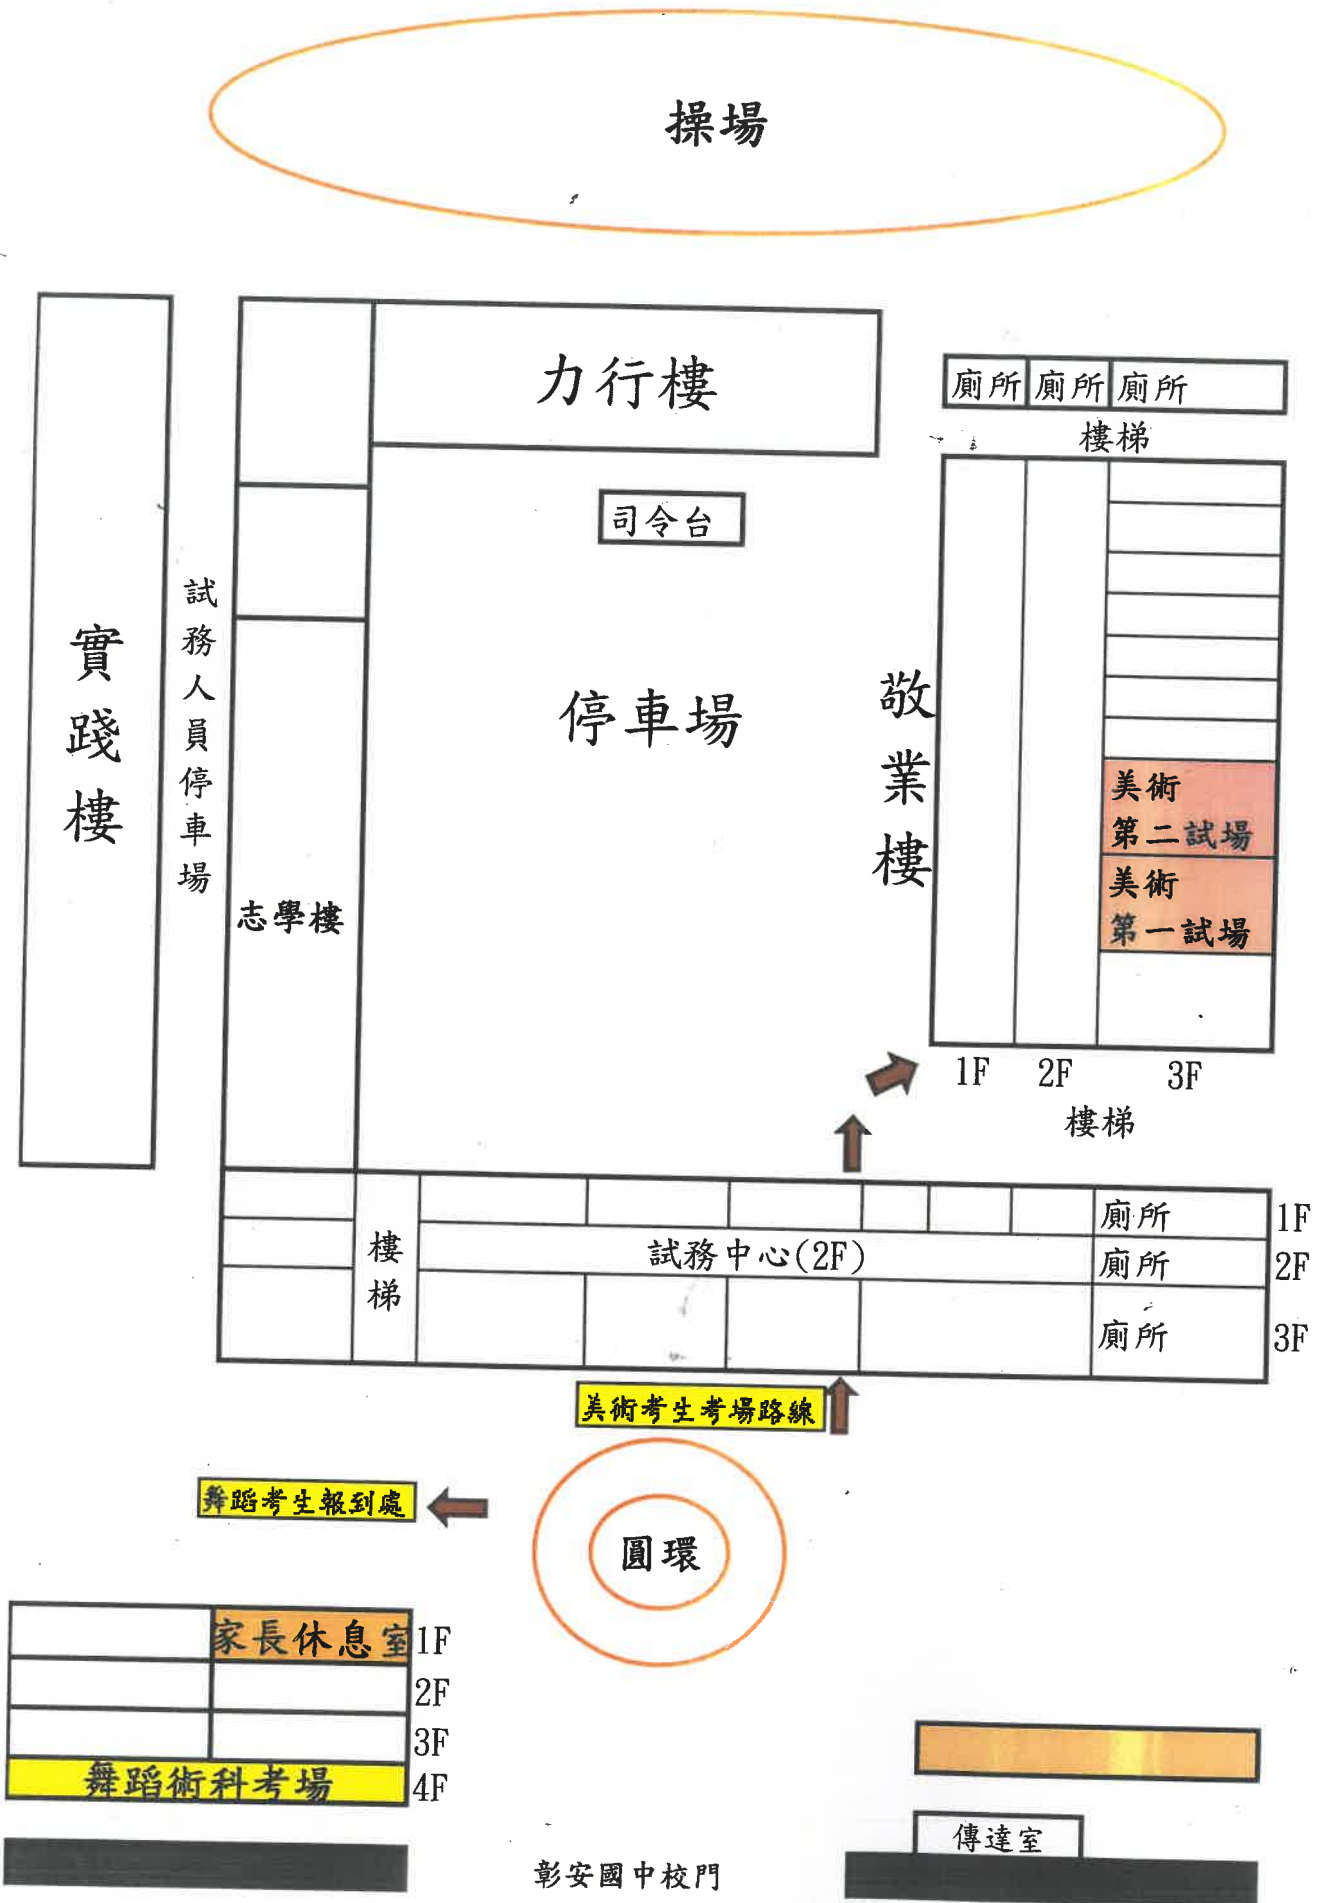 操場
力行樓
廁所 廁所 廁所
樓梯
司令台
實踐樓
試務人員停車場
志學樓
停車場
敬業樓
美術
第二試場
美術
第一試場
1F 2F 3F
樓梯
樓梯
廁所 1F
試務中心(2F) 廁所 2F
廁所 3F
美術考生考場路線
舞蹈考生報到處
圓環
家長休息室 1F
2F
3F
舞蹈術科考場 4F
傳達室
彰安國中校門